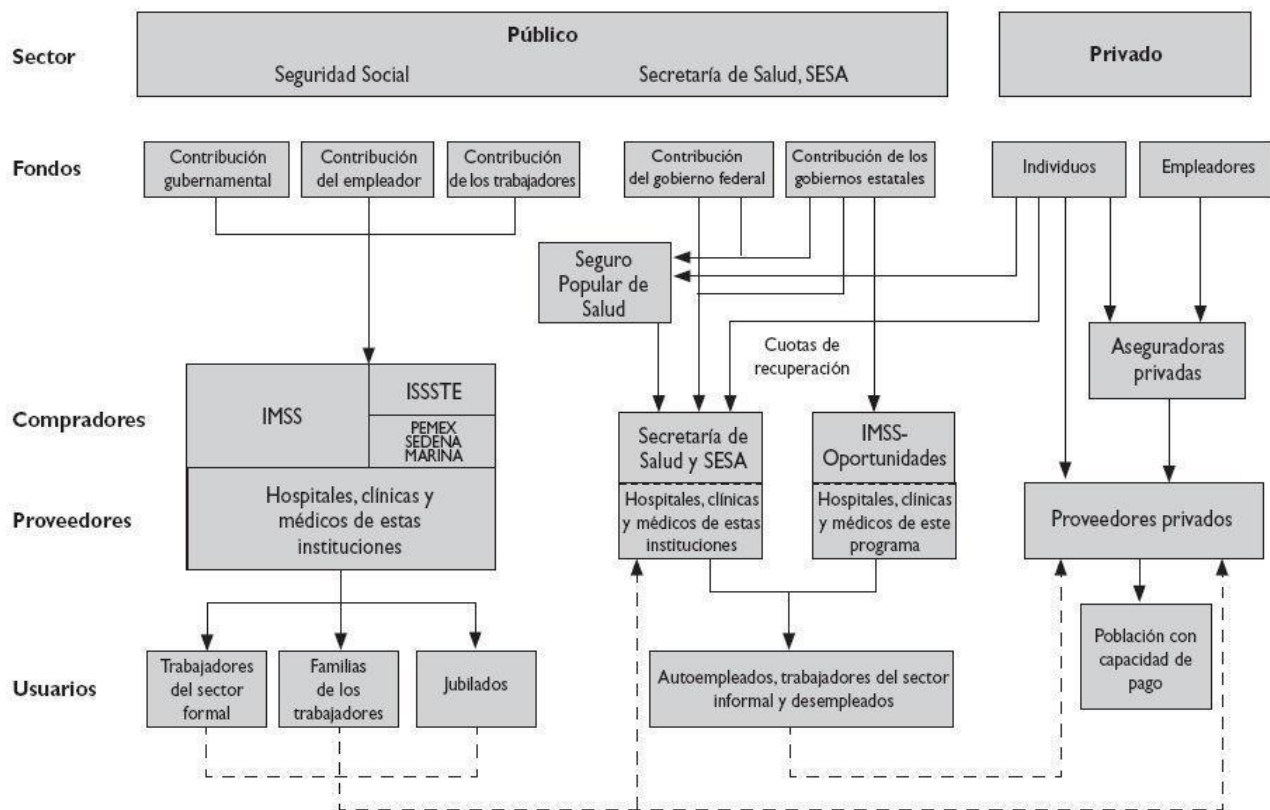 Público
Sector
Seguridad Social
Secretaría de Salud, SESA
Privado
Fondos
Contribución
gubernamental
Contribución
del empleador
Contribución
de los trabajadores
Contribución
del gobierno federal
Contribución de los
gobiernos estatales
Individuos
Empleadores
Seguro
Popular de
Salud
Cuotas de
recuperación
Aseguradoras
privadas
Compradores
IMSS
ISSSTE
PEMEX
SEDENA
MARINA
Secretaría de
Salud y SESA
IMSS-
Oportunidades
Proveedores
Hospitales, clínicas y
médicos de estas
instituciones
Hospitales, clínicas
y médicos de estas
instituciones
Hospitales, clínicas
y médicos de este
programa
Proveedores privados
Usuarios
Trabajadores
del sector
formal
Familias
de los
trabajadores
Jubilados
Autoempleados, trabajadores del sector
informal y desempleados
Población con
capacidad de
pago